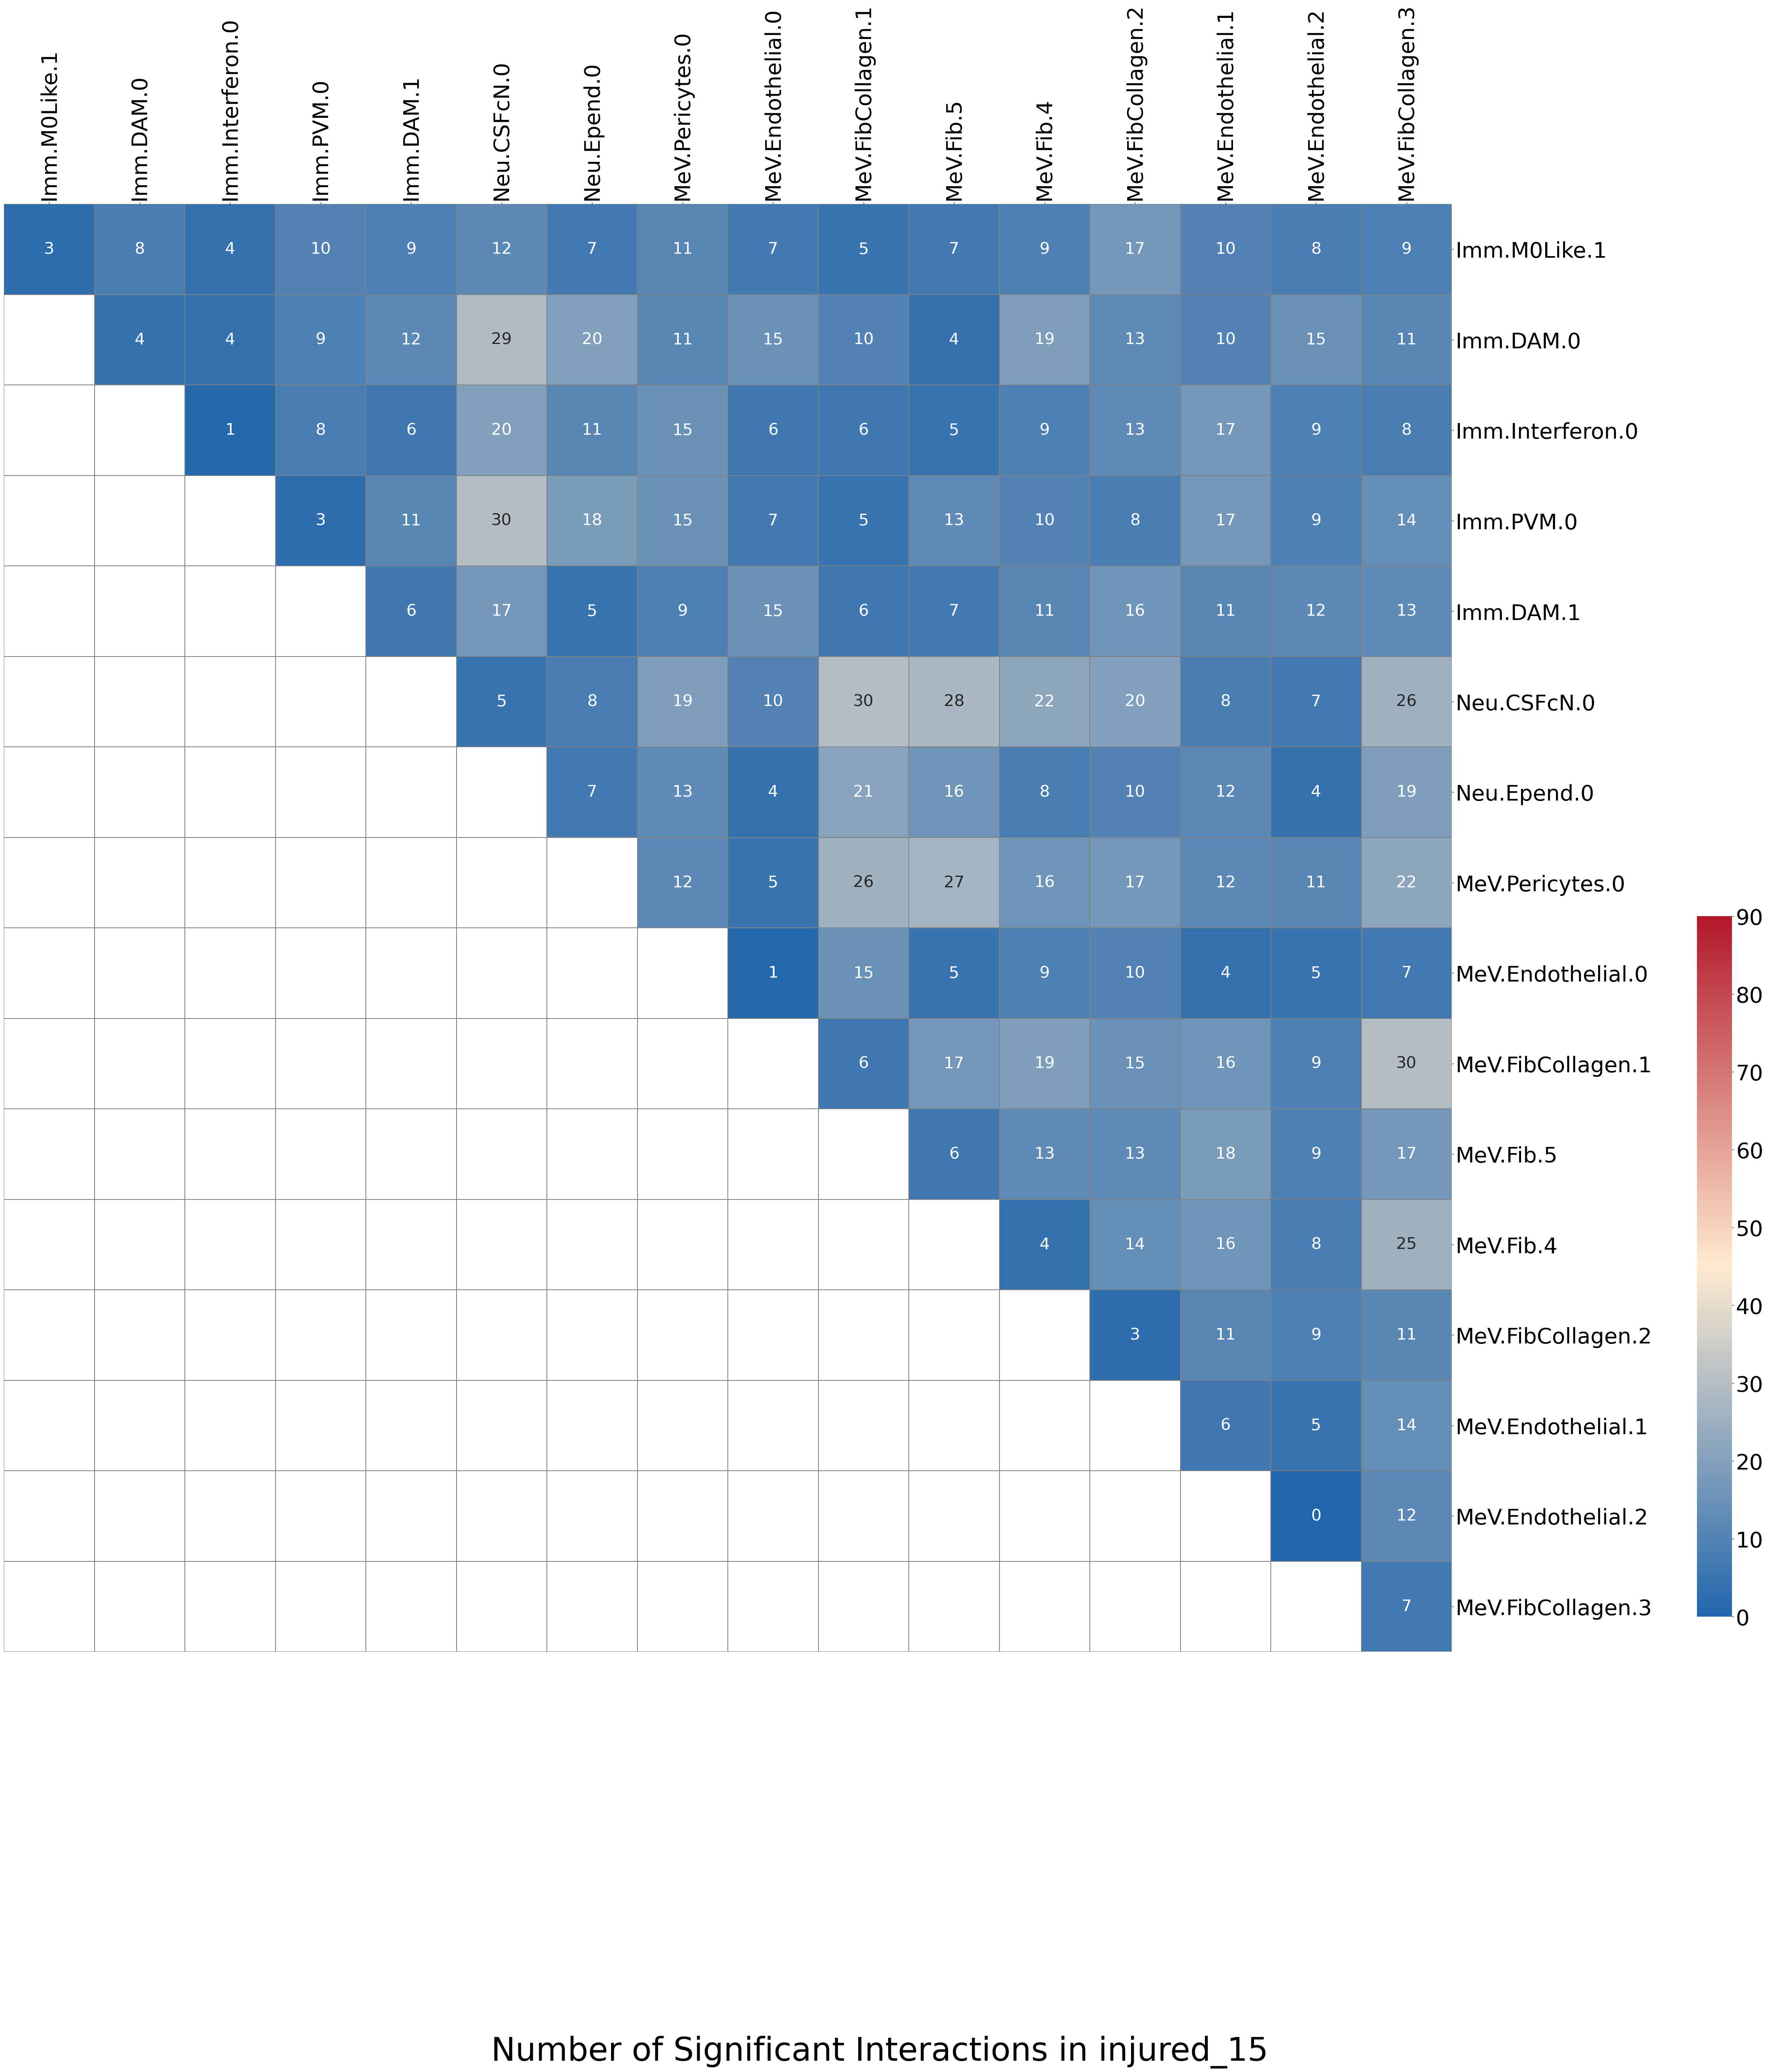 Imm.M0Like.1
Imm.DAM.0
Imm.Interferon.0
Imm.PVM.0
Imm.DAM.1
Neu.CSFcN.0
Neu.Epend.0
MeV.Pericytes.0
MeV.Endothelial.0
MeV.FibCollagen.1
MeV.Fib.5
MeV.Fib.4
MeV.FibCollagen.2
MeV.Endothelial.1
MeV.Endothelial.2
MeV.FibCollagen.3
3 8 4 10 9 12 7 11 7 5 7 9 17 10 8 9 Imm.M0Like.1
4 4 9 12 29 20 11 15 10 4 19 13 10 15 11 Imm.DAM.0
1 8 6 20 11 15 6 6 5 9 13 17 9 8 Imm.Interferon.0
3 11 30 18 15 7 5 13 10 8 17 9 14 Imm.PVM.0
6 17 5 9 15 6 7 11 16 11 12 13 Imm.DAM.1
5 8 19 10 30 28 22 20 8 7 26 Neu.CSFcN.0
7 13 4 21 16 8 10 12 4 19 Neu.Epend.0
12 5 26 27 16 17 12 11 22 MeV.Pericytes.0
1 15 5 9 10 4 5 7 MeV.Endothelial.0
6 17 19 15 16 9 30 MeV.FibCollagen.1
6 13 13 18 9 17 MeV.Fib.5
4 14 16 8 25 MeV.Fib.4
3 11 9 11 MeV.FibCollagen.2
6 5 14 MeV.Endothelial.1
0 12 MeV.Endothelial.2
7 MeV.FibCollagen.3
90
80
70
60
50
40
30
20
10
0
Number of Significant Interactions in injured_15